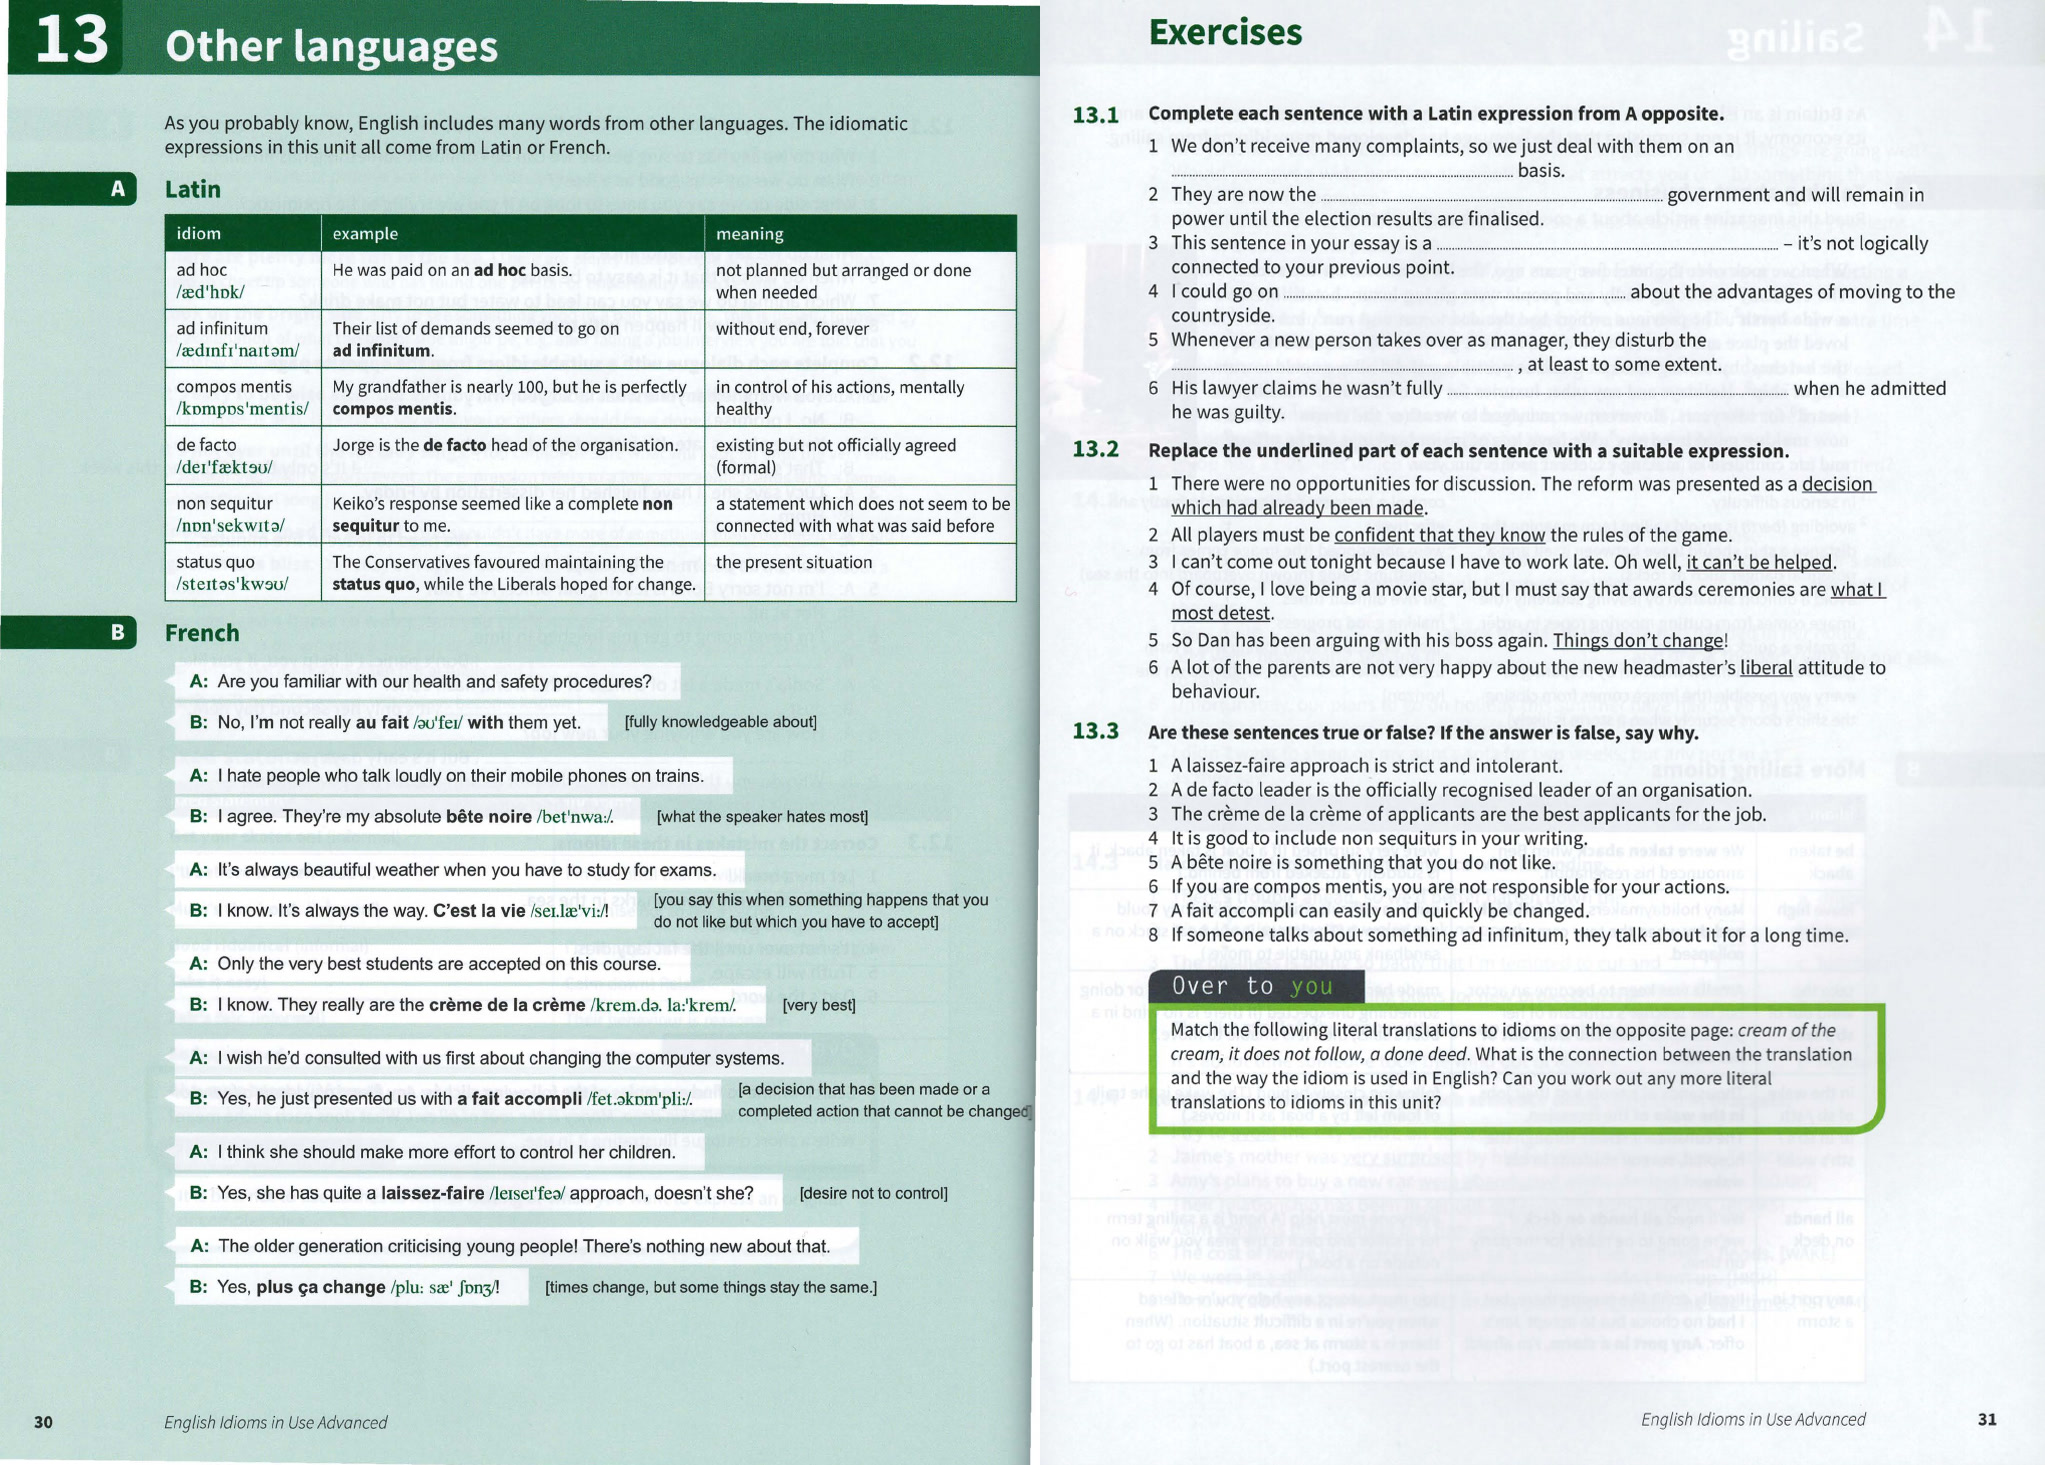 13 Other languages
As you probably know, English includes many words from other languages. The idiomatic
expressions in this unit all come from Latin or French.
A Latin
idiom example meaning
ad hoc He was paid on an ad hoc basis. not planned but arranged or done
/æd'hɒk/ when needed
ad infinitum Their list of demands seemed to go on without end, forever
/ædɪnfɪ'naɪtəm/ ad infinitum.
compos mentis My grandfather is nearly 100, but he is perfectly in control of his actions, mentally
/kɒmpɒs'mentis/ compos mentis. healthy
de facto Jorge is the de facto head of the organisation. existing but not officially agreed
/deɪ'fæktəʊ/ (formal)
non sequitur Keiko's response seemed like a complete non a statement which does not seem to be
/nɒn'sekwɪtə/ sequitur to me. connected with what was said before
status quo The Conservatives favoured maintaining the the present situation
/steɪtəs'kwəʊ/ status quo, while the Liberals hoped for change.
B French
A: Are you familiar with our health and safety procedures?
B: No, I'm not really au fait /əʊ'feɪ/ with them yet. [fully knowledgeable about]
A: I hate people who talk loudly on their mobile phones on trains.
B: I agree. They're my absolute bête noire /bet'nwa:/. [what the speaker hates most]
A: It's always beautiful weather when you have to study for exams.
B: I know. It's always the way. C'est la vie /seɪ.læ'vi:/! [you say this when something happens that you
do not like but which you have to accept]
A: Only the very best students are accepted on this course.
B: I know. They really are the crème de la crème /krem.də. la:'krem/. [very best]
A: I wish he'd consulted with us first about changing the computer systems.
B: Yes, he just presented us with a fait accompli /fet.əkɒm'pli:/. [a decision that has been made or a
completed action that cannot be changed]
A: I think she should make more effort to control her children.
B: Yes, she has quite a laissez-faire /leɪseɪ'feə/ approach, doesn't she? [desire not to control]
A: The older generation criticising young people! There's nothing new about that.
B: Yes, plus ça change /plu: sæ' ʃɒnʒ/! [times change, but some things stay the same.]
30 English Idioms in Use Advanced
Exercises
13.1 Complete each sentence with a Latin expression from A opposite.
1 We don't receive many complaints, so we just deal with them on an
basis.
2 They are now the government and will remain in
power until the election results are finalised.
3 This sentence in your essay is a – it's not logically
connected to your previous point.
4 I could go on about the advantages of moving to the
countryside.
5 Whenever a new person takes over as manager, they disturb the
, at least to some extent.
6 His lawyer claims he wasn't fully when he admitted
he was guilty.
13.2 Replace the underlined part of each sentence with a suitable expression.
1 There were no opportunities for discussion. The reform was presented as a decision
which had already been made.
2 All players must be confident that they know the rules of the game.
3 I can't come out tonight because I have to work late. Oh well, it can't be helped.
4 Of course, I love being a movie star, but I must say that awards ceremonies are what I
most detest.
5 So Dan has been arguing with his boss again. Things don't change!
6 A lot of the parents are not very happy about the new headmaster's liberal attitude to
behaviour.
13.3 Are these sentences true or false? If the answer is false, say why.
1 A laissez-faire approach is strict and intolerant.
2 A de facto leader is the officially recognised leader of an organisation.
3 The crème de la crème of applicants are the best applicants for the job.
4 It is good to include non sequiturs in your writing.
5 A bête noire is something that you do not like.
6 If you are compos mentis, you are not responsible for your actions.
7 A fait accompli can easily and quickly be changed.
8 If someone talks about something ad infinitum, they talk about it for a long time.
Over to you
Match the following literal translations to idioms on the opposite page: cream of the
cream, it does not follow, a done deed. What is the connection between the translation
and the way the idiom is used in English? Can you work out any more literal
translations to idioms in this unit?
English Idioms in Use Advanced 31